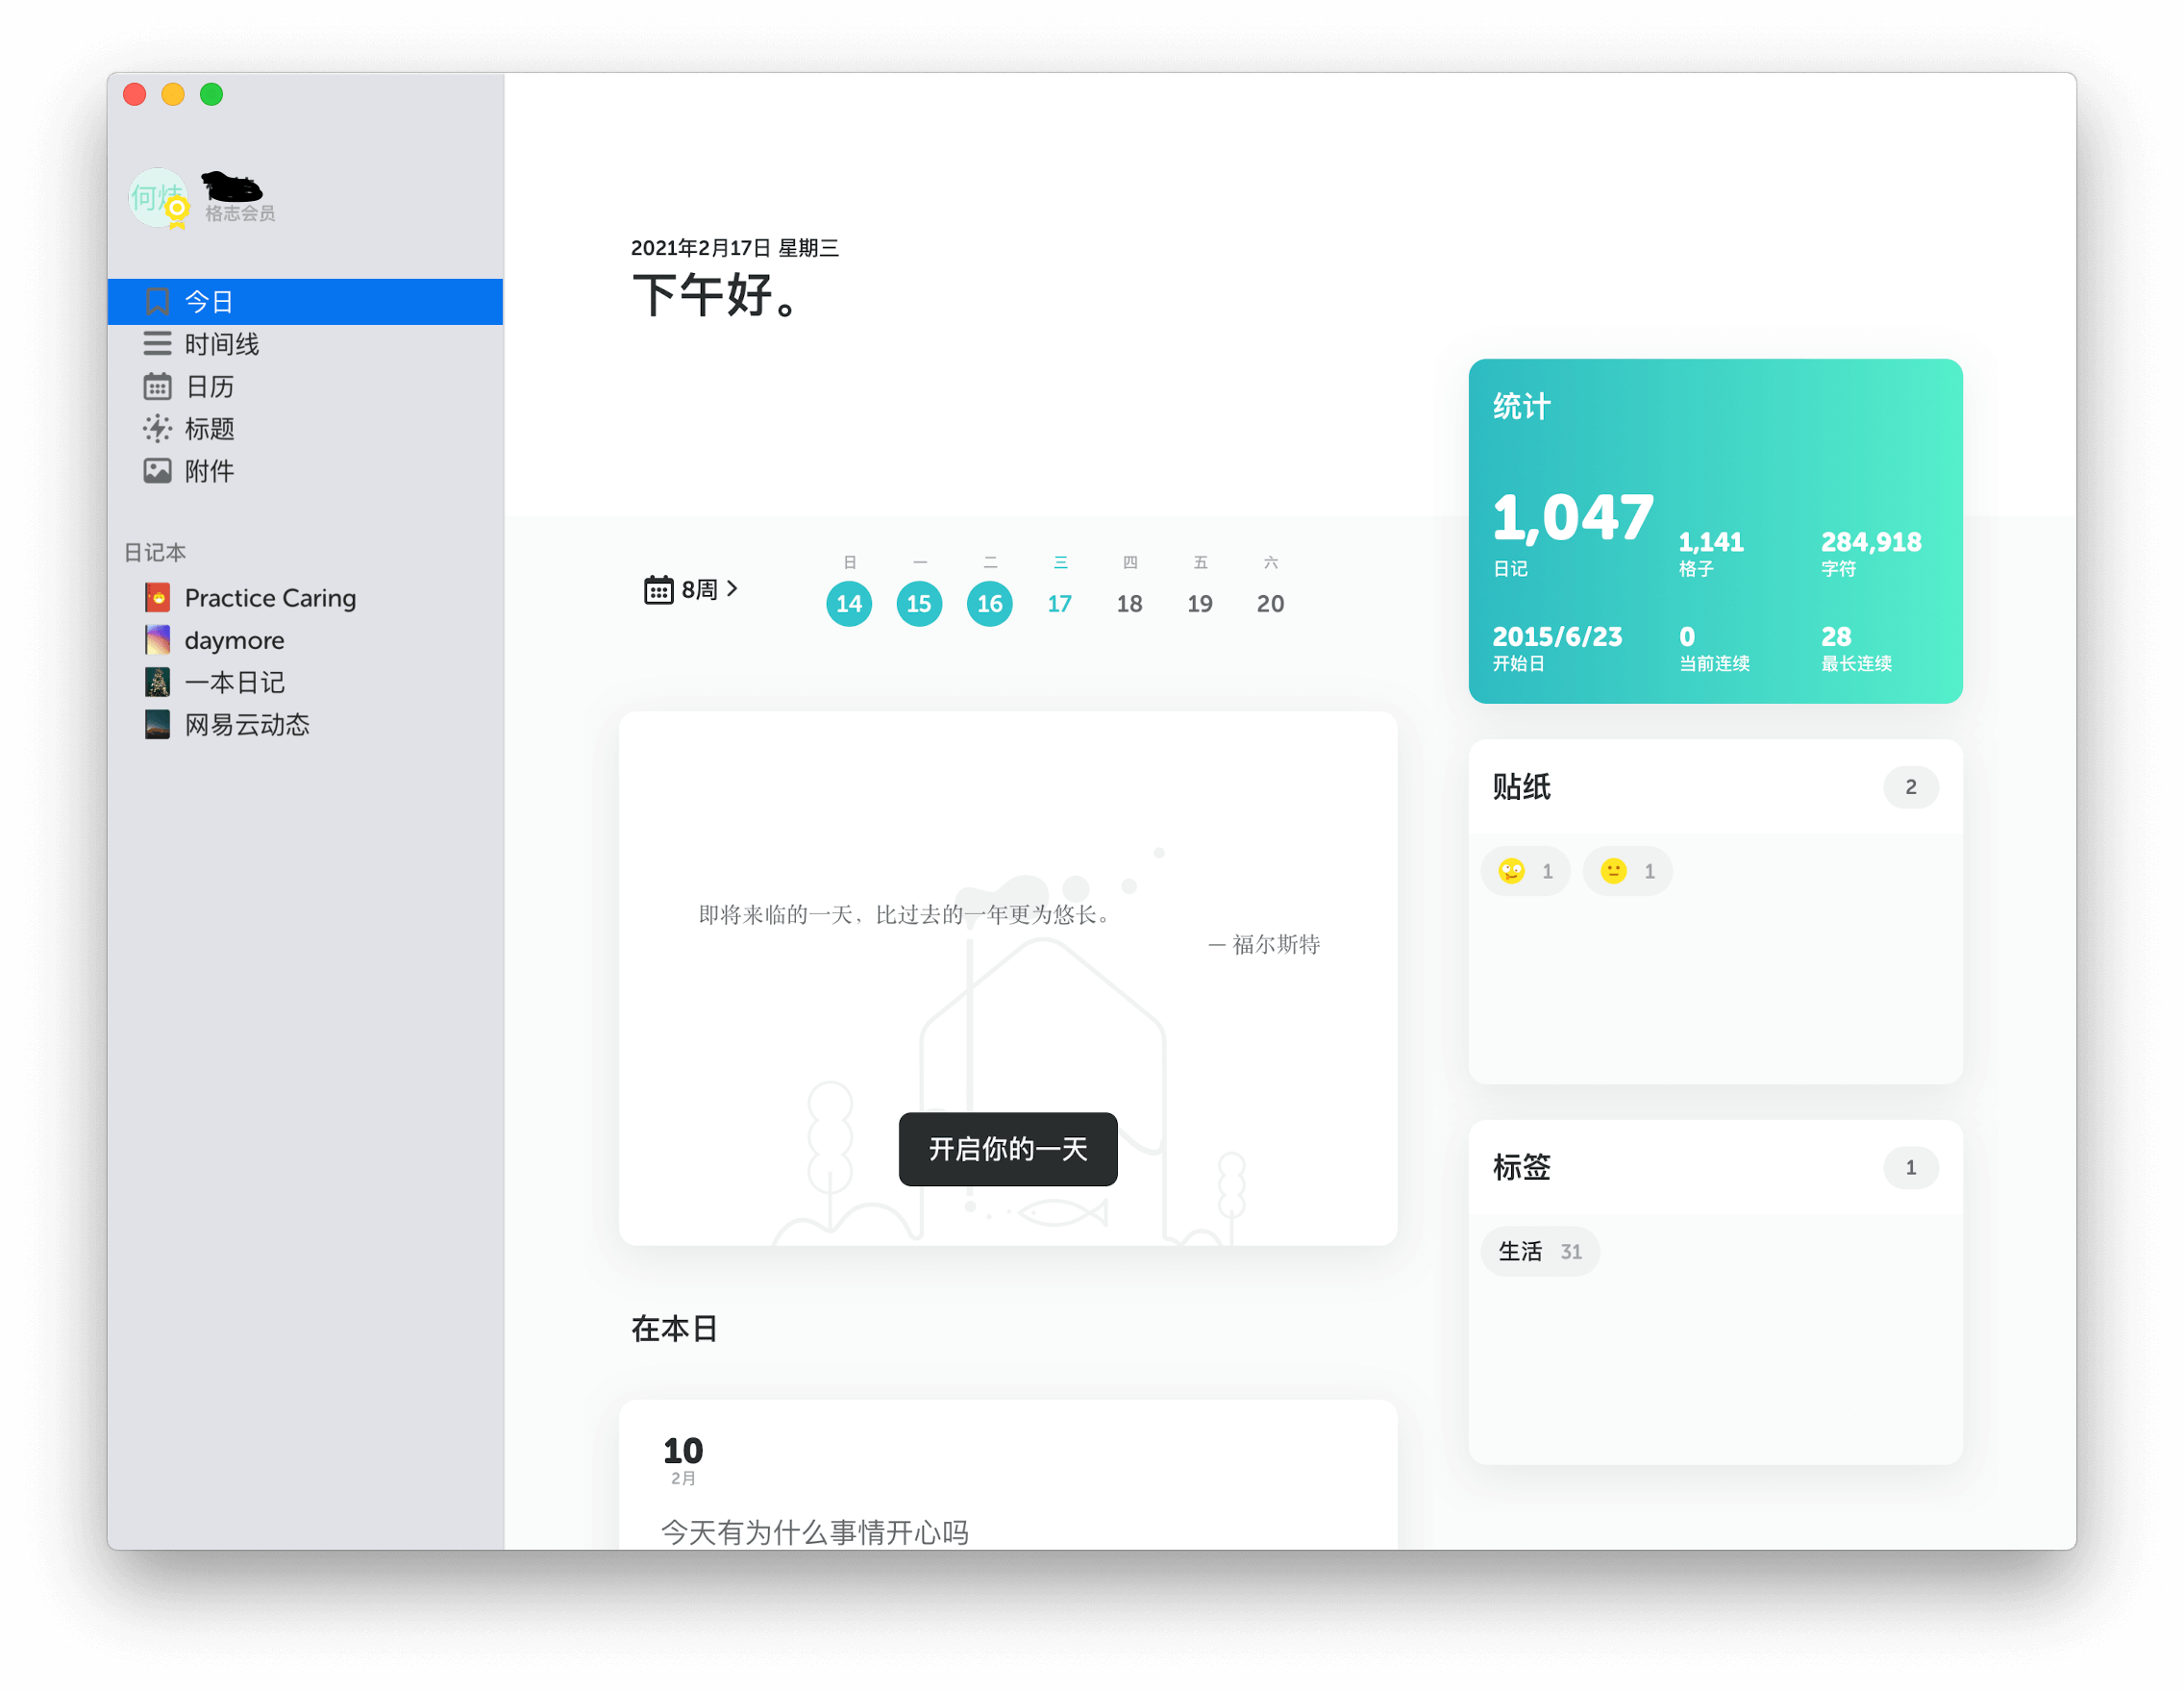 何炜
格志会员
今日
时间线
日历
标题
附件
日记本
Practice Caring
daymore
一本日记
网易云动态
2021年2月17日 星期三
下午好。
8周
日 一 二 三 四 五 六
14 15 16 17 18 19 20
即将来临的一天，比过去的一年更为悠长。
— 福尔斯特
开启你的一天
在本日
10
2月
今天有为什么事情开心吗
统计
1,047 1,141 284,918
日记 格子 字符
2015/6/23 0 28
开始日 当前连续 最长连续
贴纸 2
1 1
标签 1
生活 31